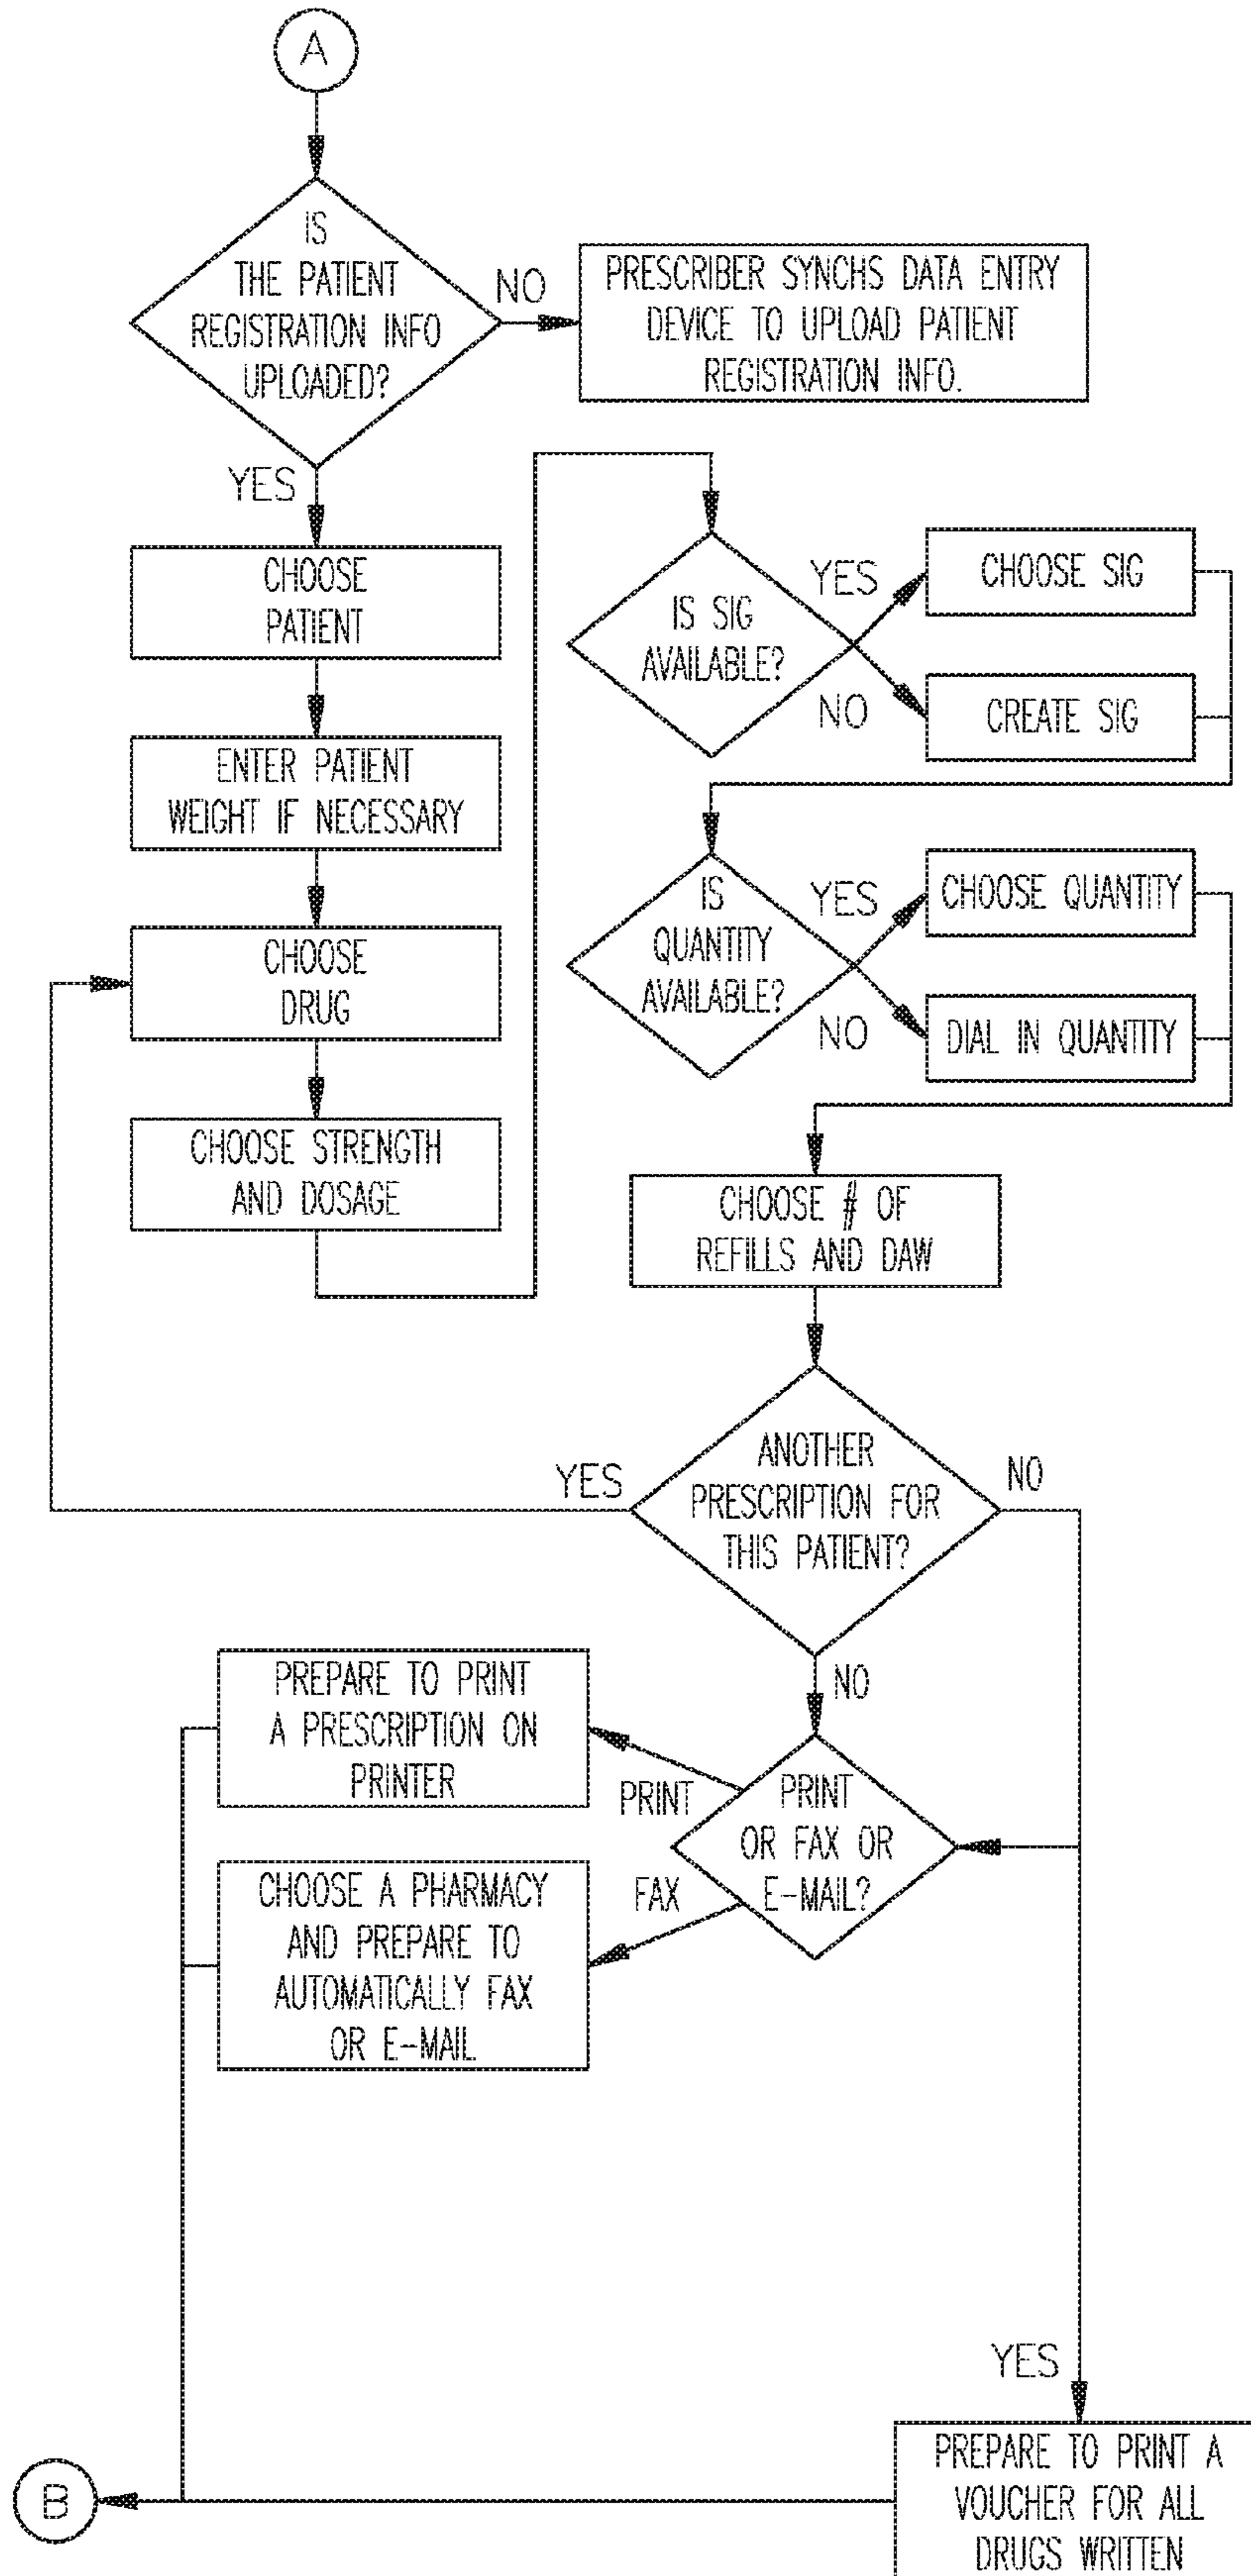 A
IS
THE PATIENT
REGISTRATION INFO
UPLOADED?
NO
PRESCRIBER SYNCHS DATA ENTRY
DEVICE TO UPLOAD PATIENT
REGISTRATION INFO.
YES
CHOOSE
PATIENT
ENTER PATIENT
WEIGHT IF NECESSARY
CHOOSE
DRUG
CHOOSE STRENGTH
AND DOSAGE
IS SIG
AVAILABLE?
YES
CHOOSE SIG
NO
CREATE SIG
IS
QUANTITY
AVAILABLE?
YES
CHOOSE QUANTITY
NO
DIAL IN QUANTITY
CHOOSE # OF
REFILLS AND DAW
ANOTHER
PRESCRIPTION FOR
THIS PATIENT?
YES
NO
NO
PRINT
OR FAX OR
E-MAIL?
PRINT
PREPARE TO PRINT
A PRESCRIPTION ON
PRINTER
FAX
CHOOSE A PHARMACY
AND PREPARE TO
AUTOMATICALLY FAX
OR E-MAIL
YES
PREPARE TO PRINT A
VOUCHER FOR ALL
DRUGS WRITTEN
B